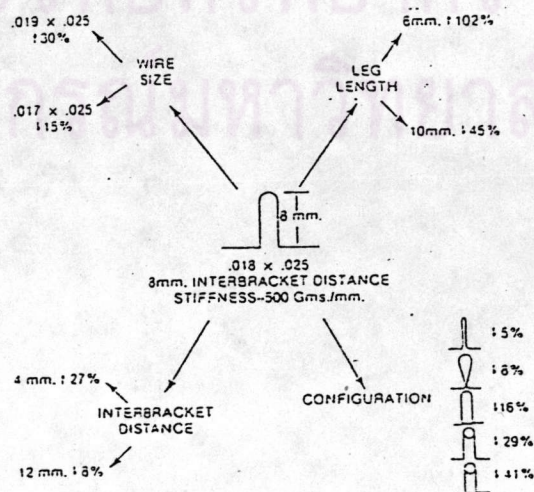 .019 x .025
↑30%
WIRE
SIZE
.017 x .025
↓15%
6mm. ↑102%
LEG
LENGTH
10mm. ↓45%
8 mm.
.018 x .025
8mm. INTERBRACKET DISTANCE
STIFFNESS--500 Gms./mm.
4 mm. ↑27%
INTERBRACKET
DISTANCE
12 mm. ↓8%
CONFIGURATION
5%
8%
16%
29%
41%